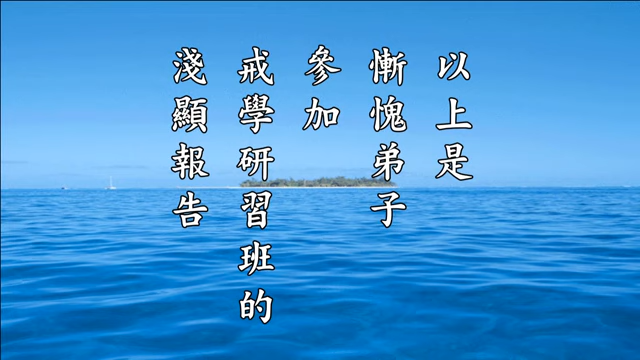 以上是
慚愧弟子
參加
戒學研習班的
淺顯報告